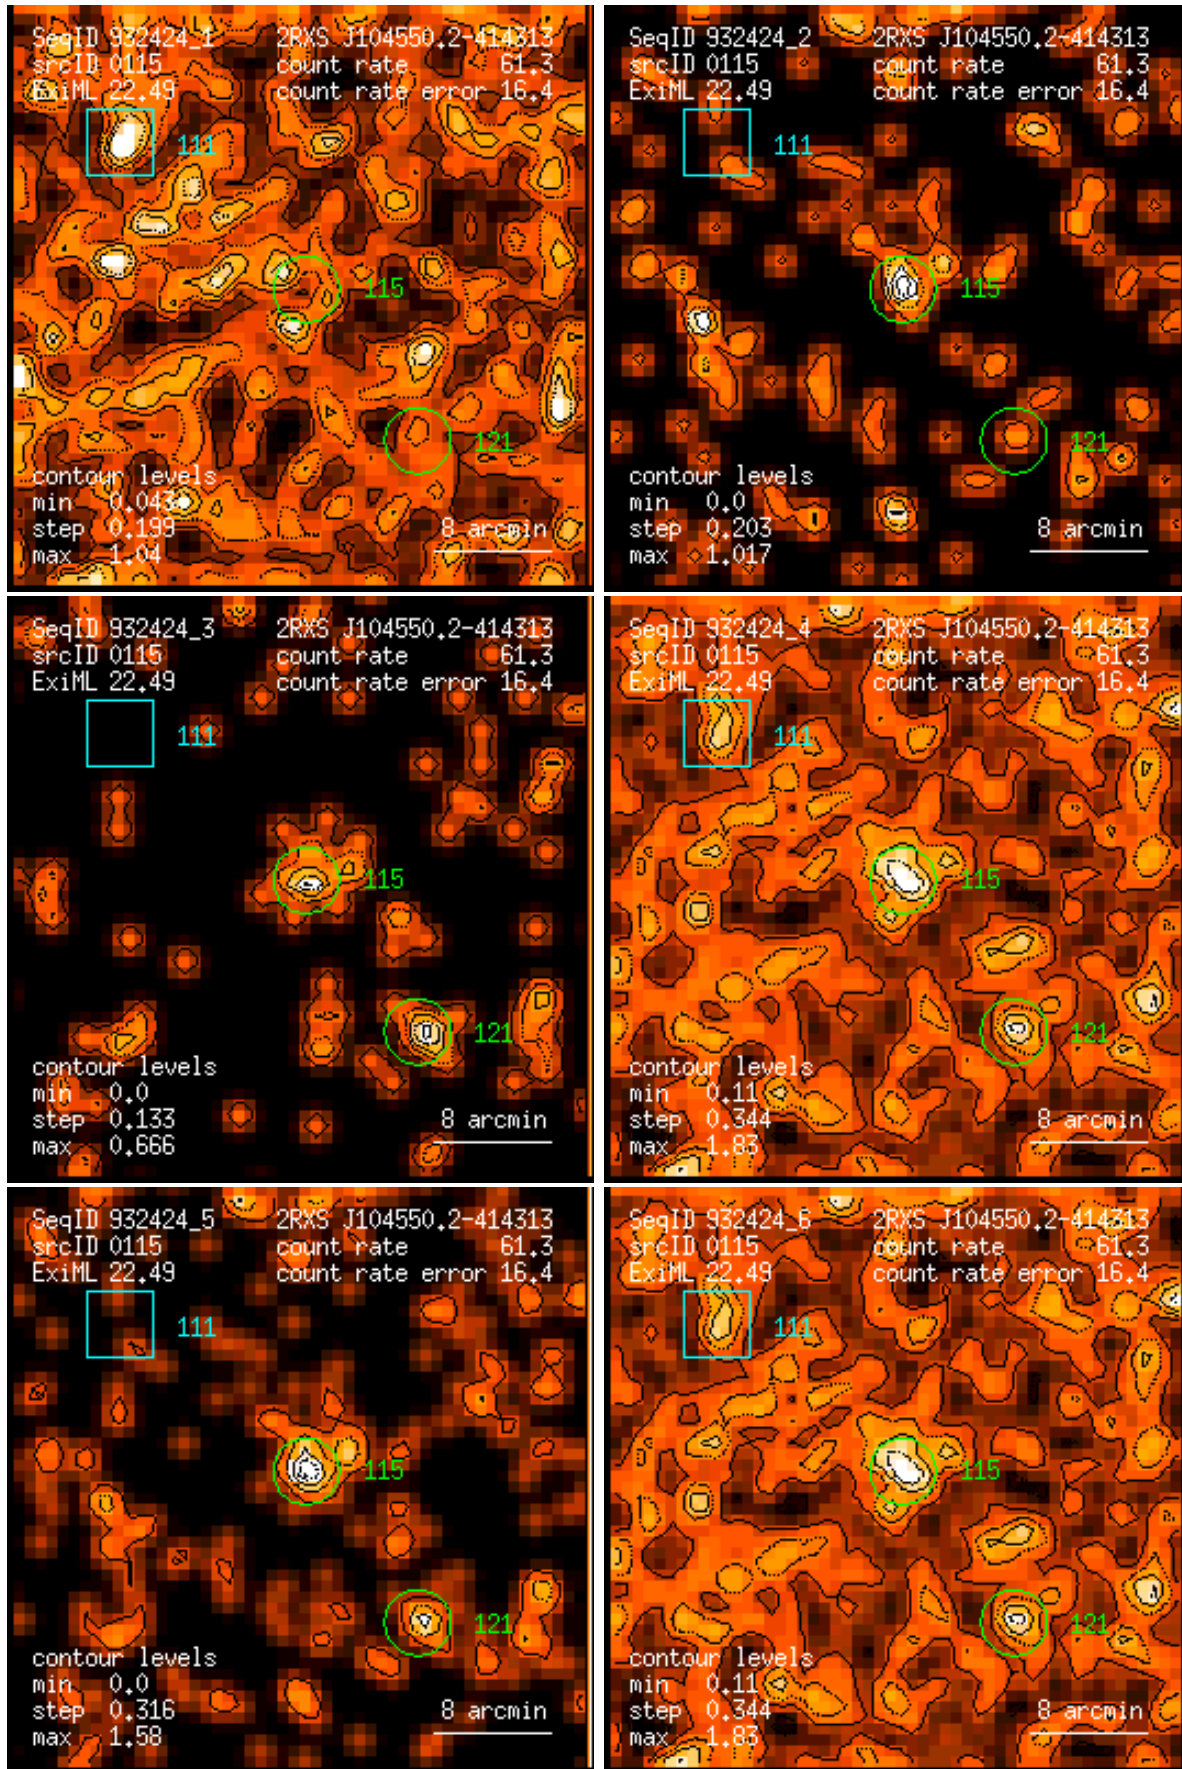 SeqID 932424_1 2RXS J104550.2-414313
srcID 0115 count rate 61.3
ExiML 22.49 count rate error 16.4
111
115
121
contour levels
min 0.043
step 0.199 8 arcmin
max 1.04
SeqID 932424_2 2RXS J104550.2-414313
srcID 0115 count rate 61.3
ExiML 22.49 count rate error 16.4
111
115
121
contour levels
min 0.0
step 0.203 8 arcmin
max 1.017
SeqID 932424_3 2RXS J104550.2-414313
srcID 0115 count rate 61.3
ExiML 22.49 count rate error 16.4
111
115
121
contour levels
min 0.0
step 0.133 8 arcmin
max 0.666
SeqID 932424_4 2RXS J104550.2-414313
srcID 0115 count rate 61.3
ExiML 22.49 count rate error 16.4
111
115
121
contour levels
min 0.11
step 0.344 8 arcmin
max 1.83
SeqID 932424_5 2RXS J104550.2-414313
srcID 0115 count rate 61.3
ExiML 22.49 count rate error 16.4
111
115
121
contour levels
min 0.0
step 0.316 8 arcmin
max 1.58
SeqID 932424_6 2RXS J104550.2-414313
srcID 0115 count rate 61.3
ExiML 22.49 count rate error 16.4
111
115
121
contour levels
min 0.11
step 0.344 8 arcmin
max 1.83